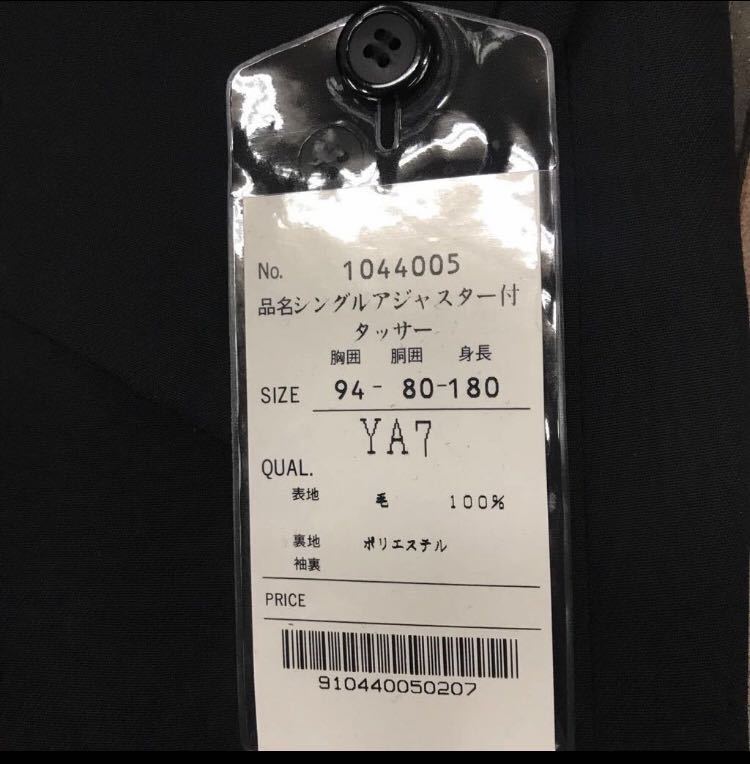 No. 1044005
品名シングルアジャスター付
タッサー
胸囲 胴囲 身長
SIZE 94 - 80-180
YA7
QUAL.
表地 毛 100%
裏地 ポリエステル
袖裏
PRICE
910440050207